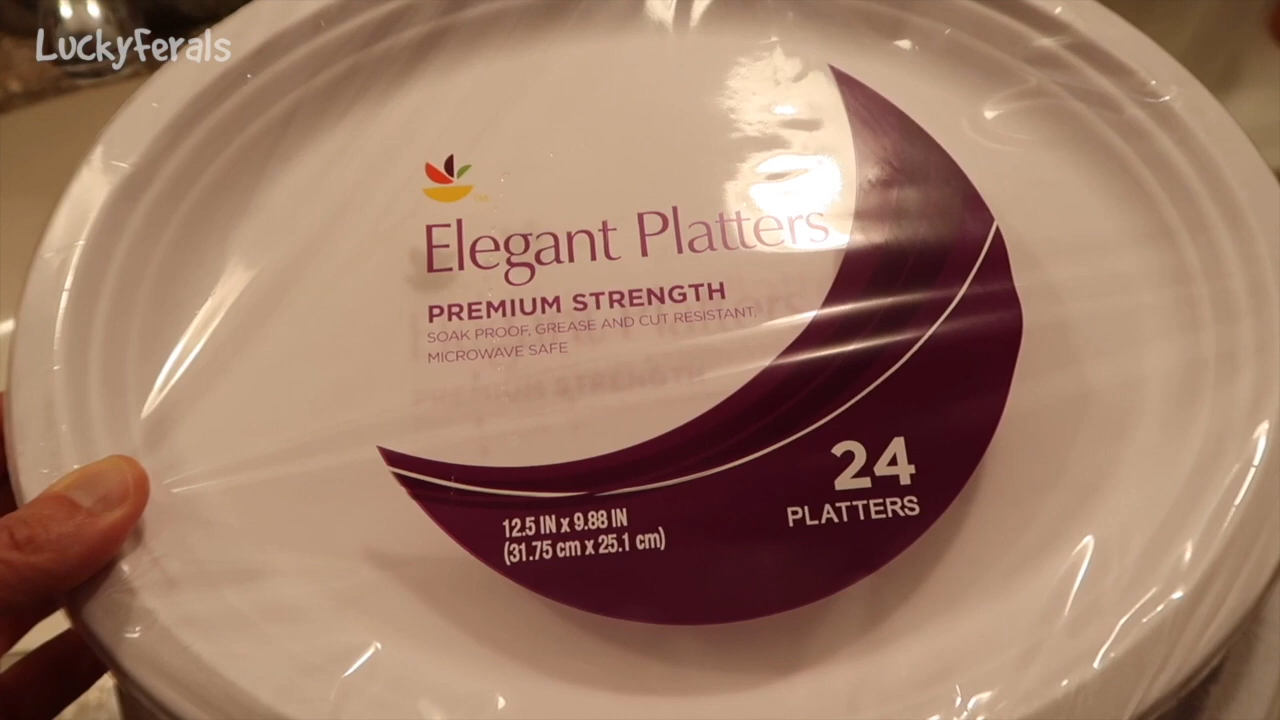 LuckyFerals
TM
Elegant Platters
PREMIUM STRENGTH
SOAK PROOF, GREASE AND CUT RESISTANT,
MICROWAVE SAFE
24
PLATTERS
12.5 IN x 9.88 IN
(31.75 cm x 25.1 cm)